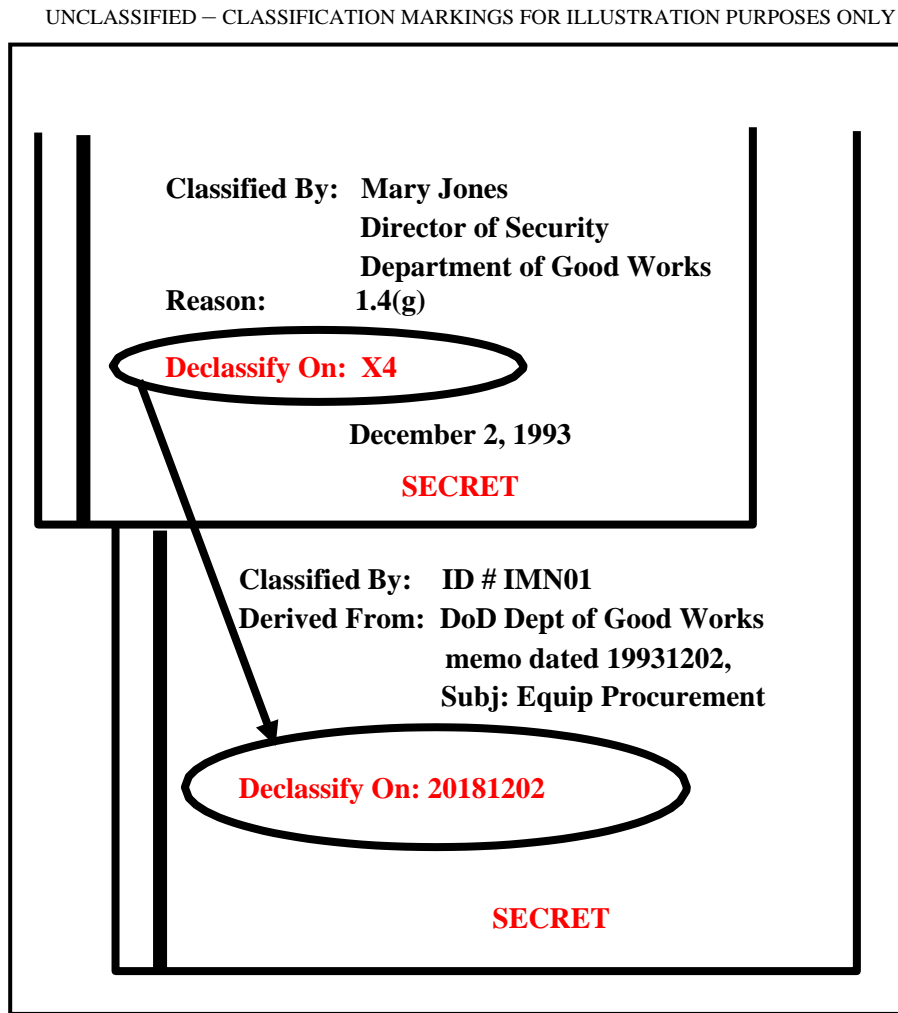 UNCLASSIFIED – CLASSIFICATION MARKINGS FOR ILLUSTRATION PURPOSES ONLY
Classified By: Mary Jones
Director of Security
Department of Good Works
Reason: 1.4(g)
Declassify On: X4
December 2, 1993
SECRET
Classified By: ID # IMN01
Derived From: DoD Dept of Good Works
memo dated 19931202,
Subj: Equip Procurement
Declassify On: 20181202
SECRET